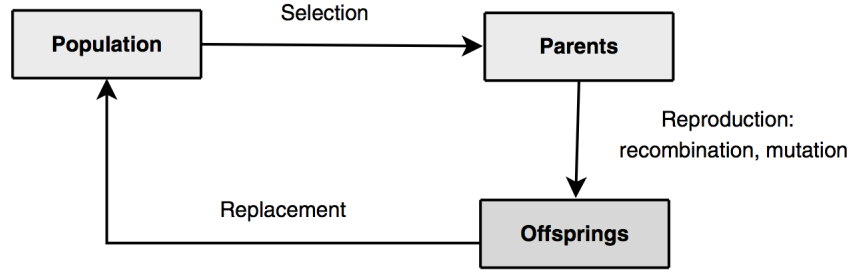 Selection
Population
Parents
Reproduction:
recombination, mutation
Replacement
Offsprings